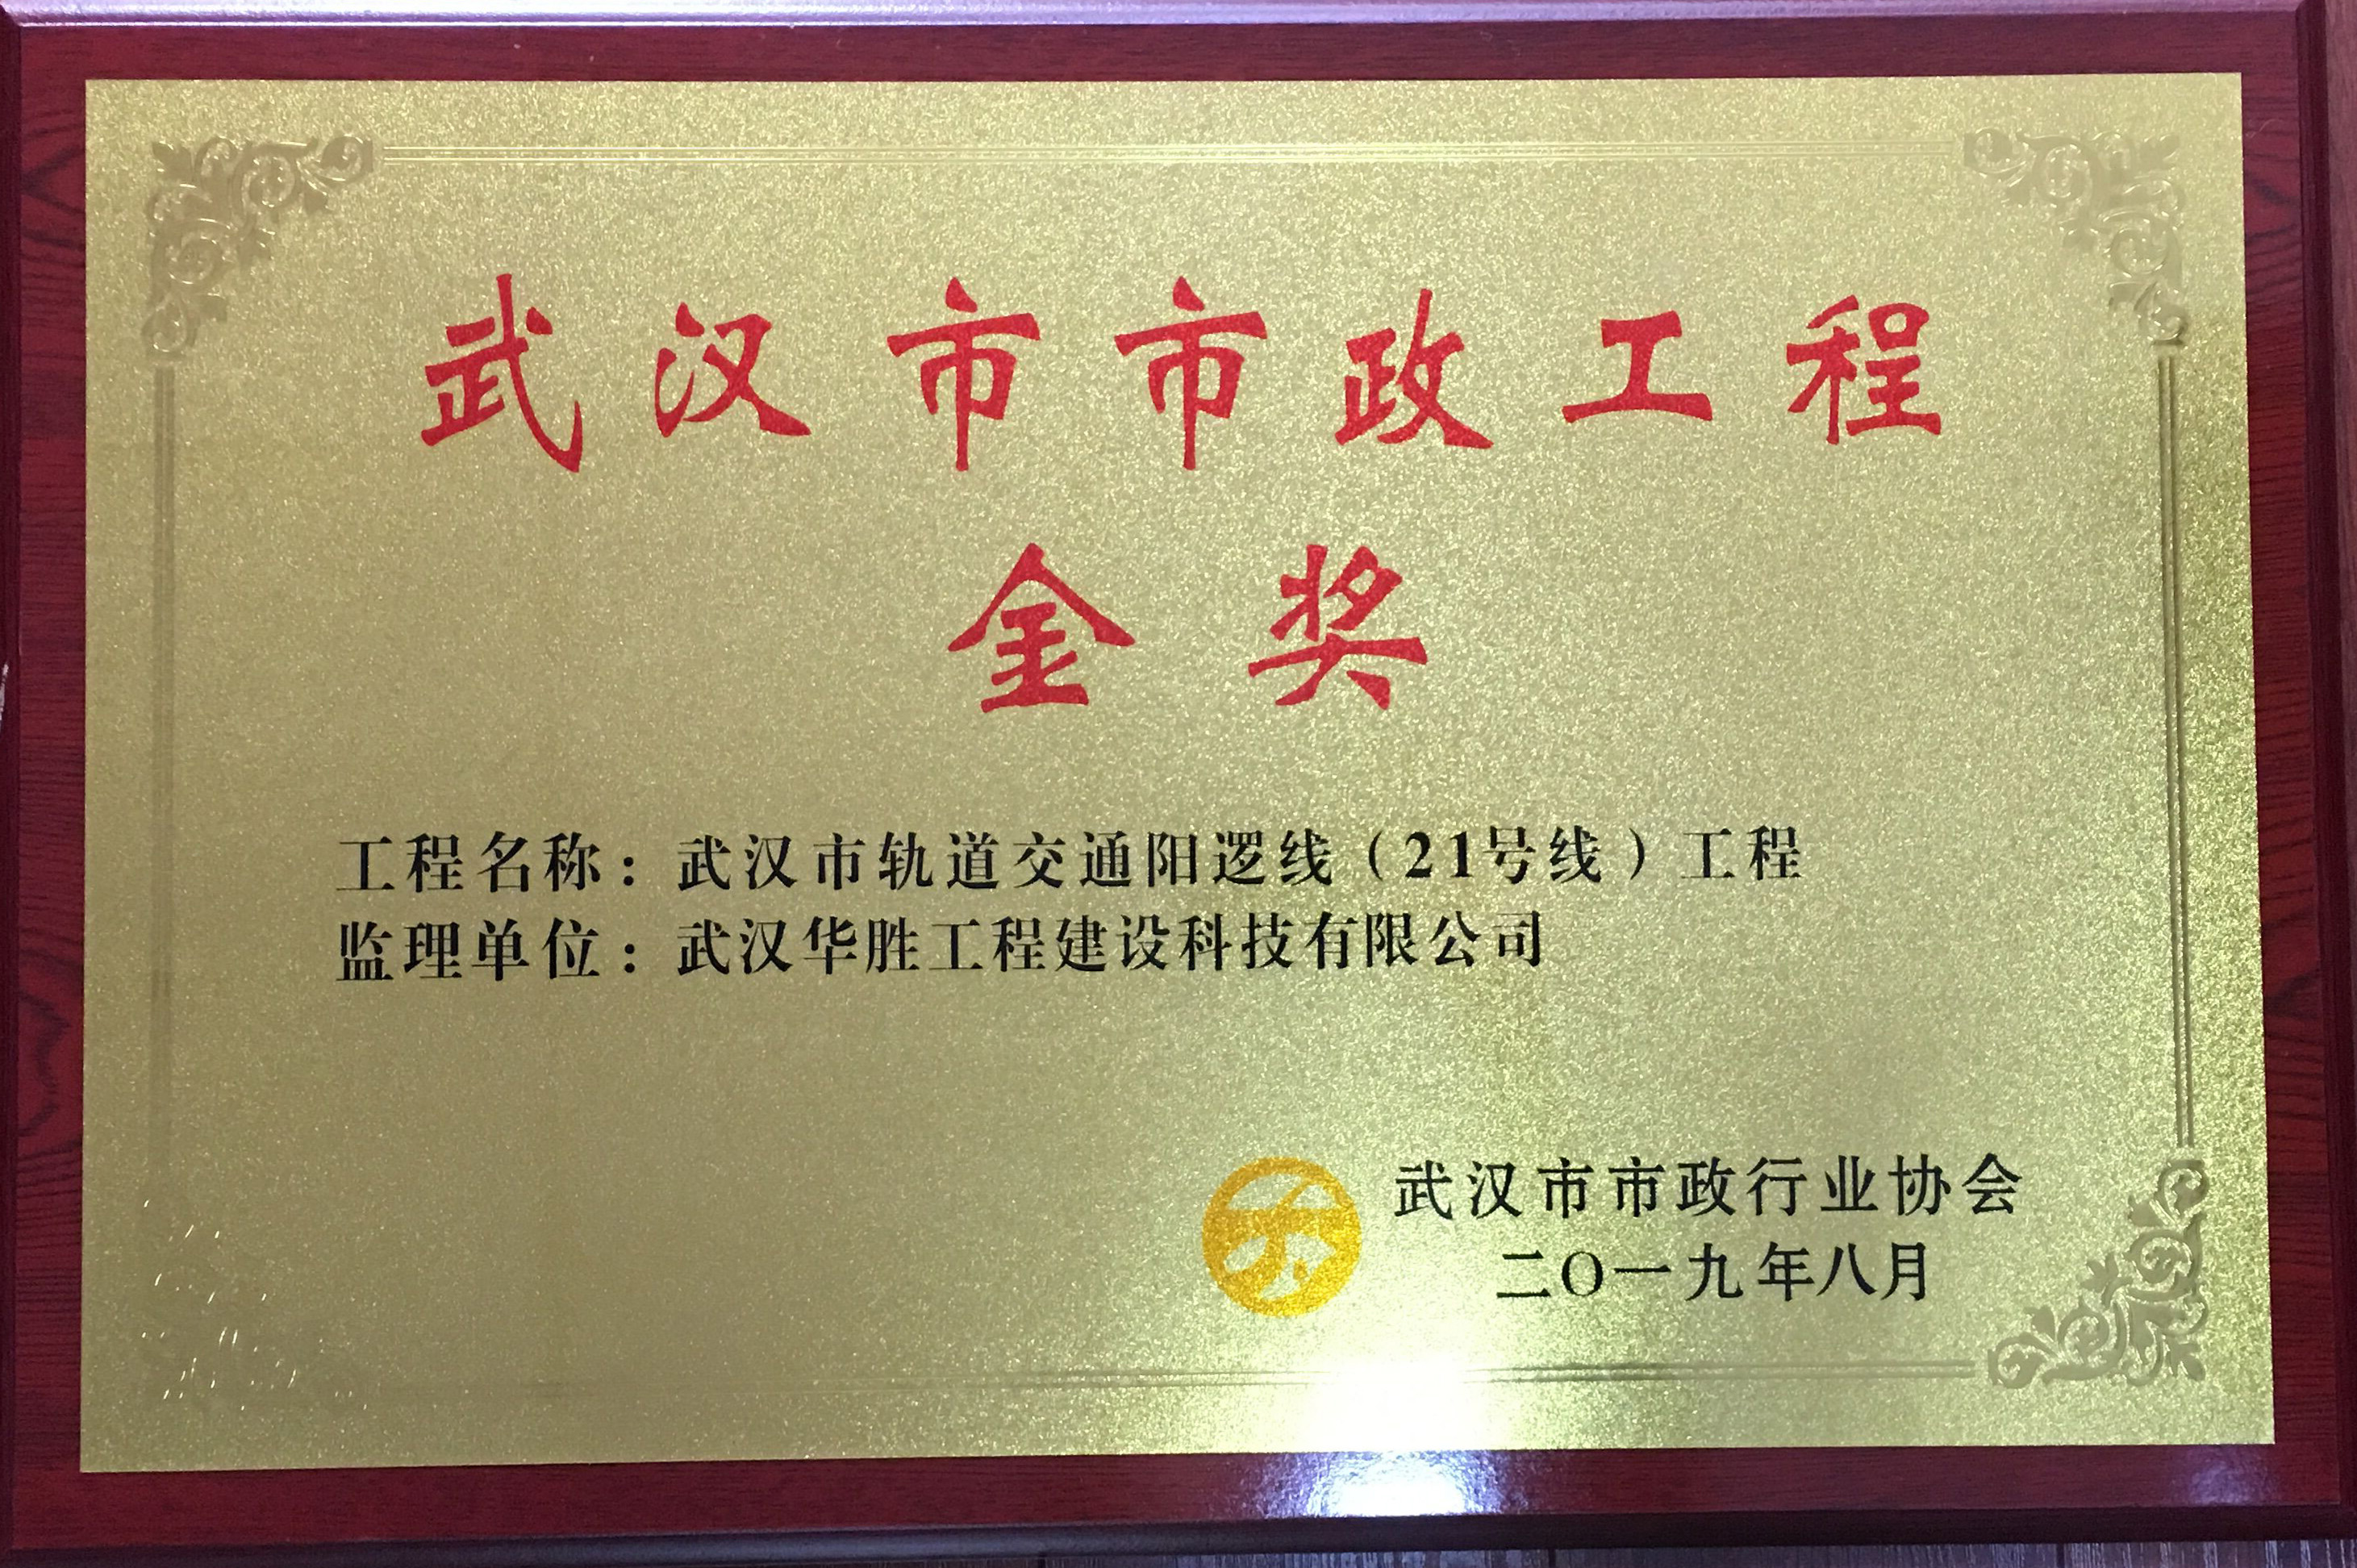 武汉市市政工程
金奖
工程名称：武汉市轨道交通阳逻线（21号线）工程
监理单位：武汉华胜工程建设科技有限公司
武汉市市政行业协会
二〇一九年八月